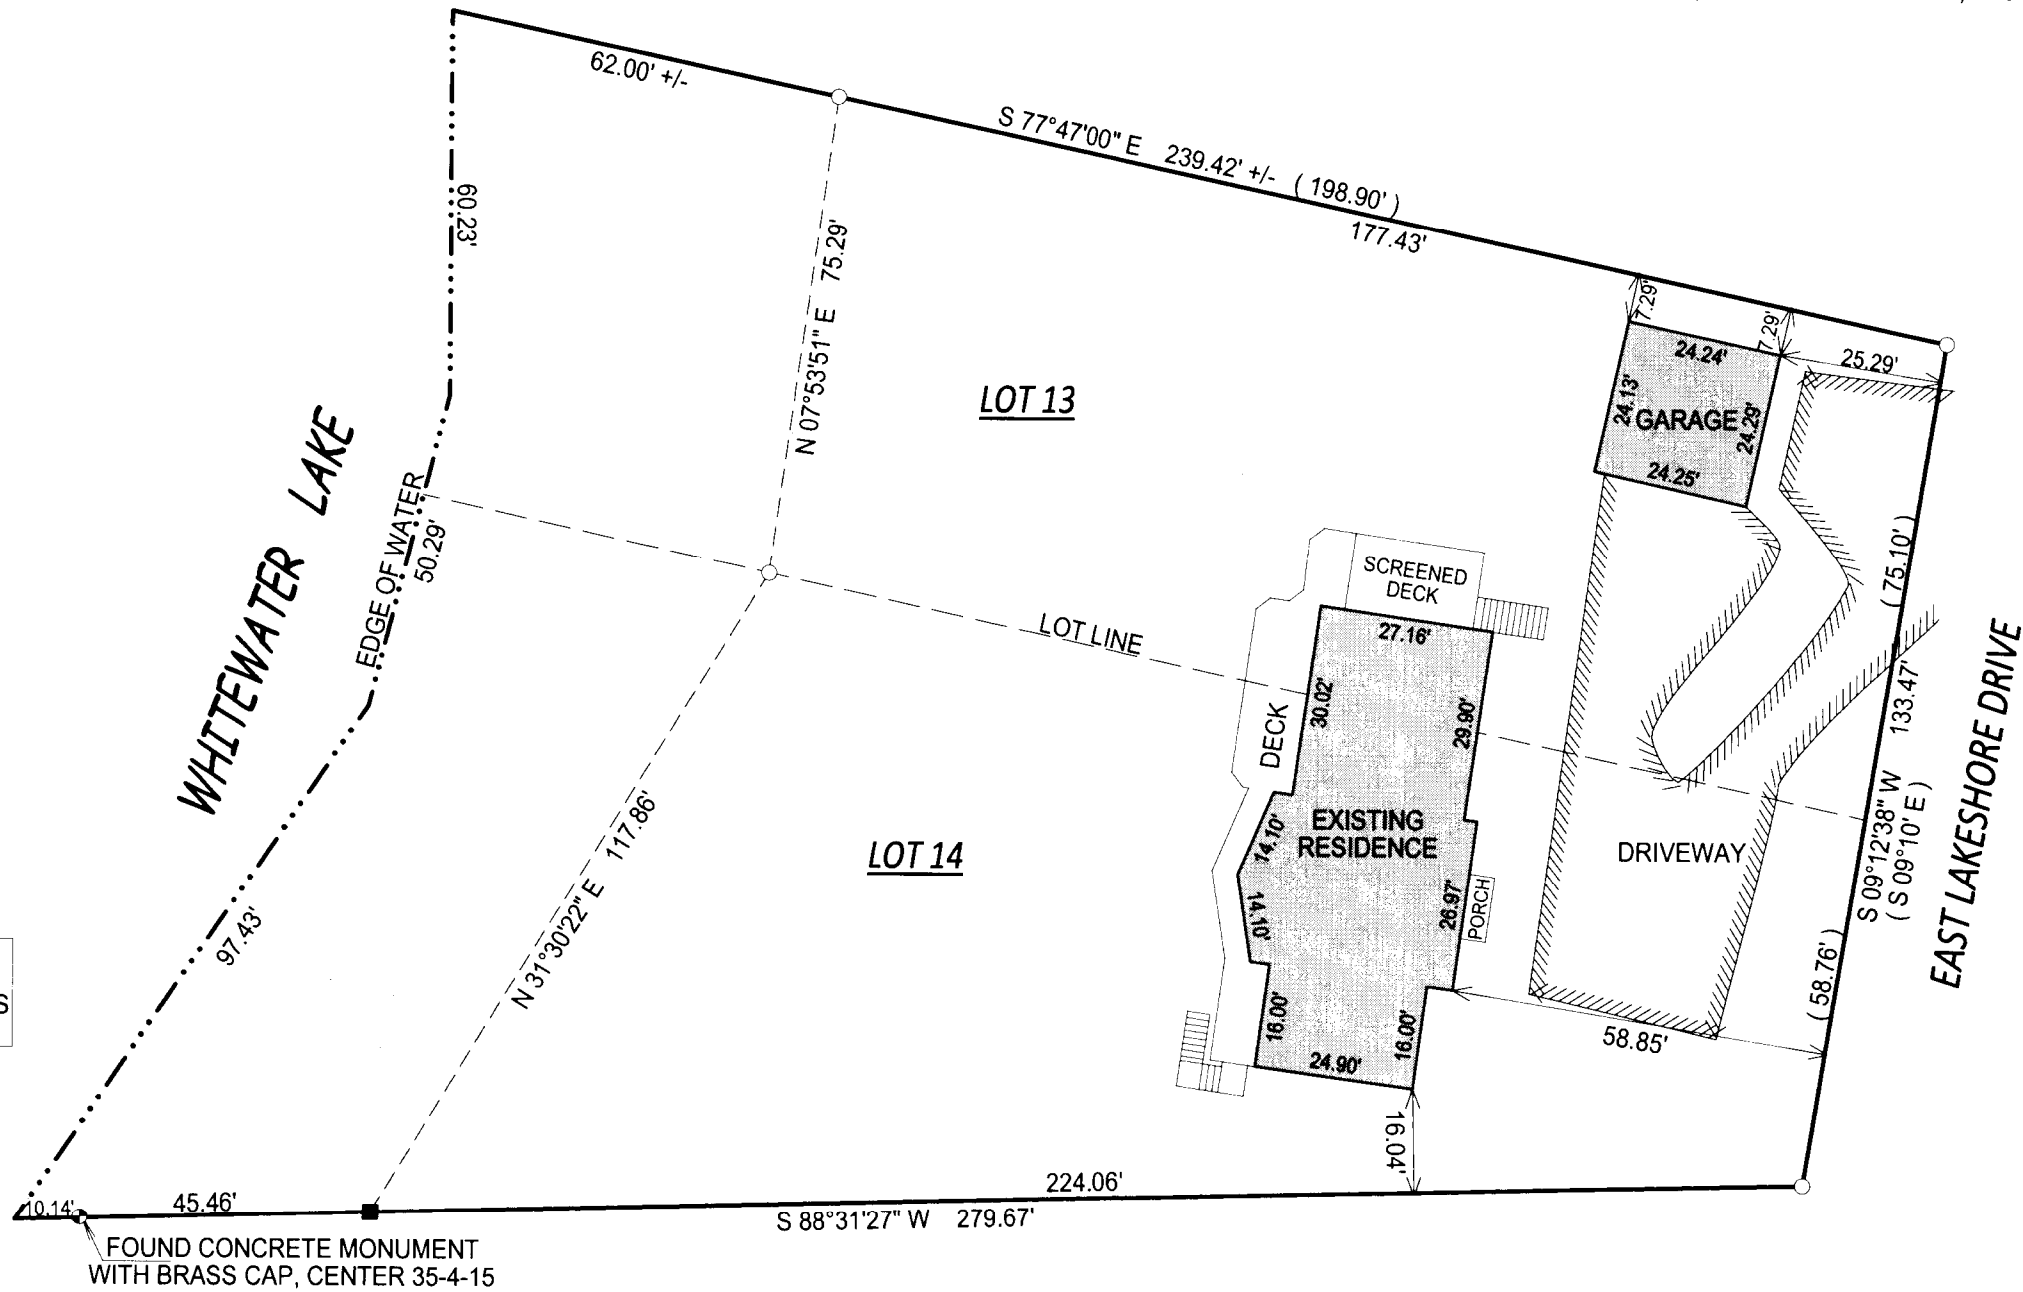 62.00' +/-
S 77°47'00" E 239.42' +/- ( 198.90' )
177.43'
60.23'
N 07°53'51" E 75.29'
7.29'
7.29'
25.29'
24.24'
24.13'
GARAGE
24.29'
24.25'
LOT 13
WHITEWATER LAKE
EDGE OF WATER
50.29'
LOT LINE
SCREENED
DECK
27.16'
30.02'
29.90'
DECK
( 75.10' )
133.47'
S 09°12'38" W
( S 09°10' E )
EAST LAKESHORE DRIVE
EXISTING
RESIDENCE
14.10'
14.10'
26.97'
PORCH
DRIVEWAY
LOT 14
N 31°30'22" E 117.86'
97.43'
( 58.76' )
58.85'
16.00'
16.00'
24.90'
16.04'
S
10.14'
45.46'
224.06'
S 88°31'27" W 279.67'
FOUND CONCRETE MONUMENT
WITH BRASS CAP, CENTER 35-4-15